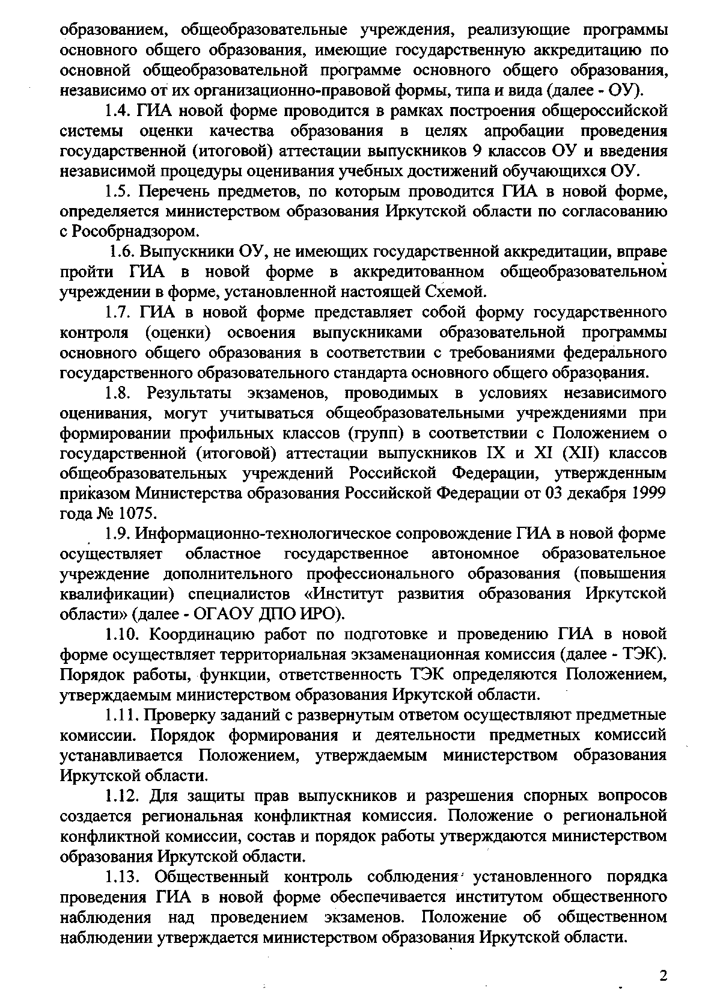 образованием, общеобразовательные учреждения, реализующие программы
основного общего образования, имеющие государственную аккредитацию по
основной общеобразовательной программе основного общего образования,
независимо от их организационно-правовой формы, типа и вида (далее - ОУ).
1.4. ГИА новой форме проводится в рамках построения общероссийской
системы оценки качества образования в целях апробации проведения
государственной (итоговой) аттестации выпускников 9 классов ОУ и введения
независимой процедуры оценивания учебных достижений обучающихся ОУ.
1.5. Перечень предметов, по которым проводится ГИА в новой форме,
определяется министерством образования Иркутской области по согласованию
с Рособрнадзором.
1.6. Выпускники ОУ, не имеющих государственной аккредитации, вправе
пройти ГИА в новой форме в аккредитованном общеобразовательном
учреждении в форме, установленной настоящей Схемой.
1.7. ГИА в новой форме представляет собой форму государственного
контроля (оценки) освоения выпускниками образовательной программы
основного общего образования в соответствии с требованиями федерального
государственного образовательного стандарта основного общего образования.
1.8. Результаты экзаменов, проводимых в условиях независимого
оценивания, могут учитываться общеобразовательными учреждениями при
формировании профильных классов (групп) в соответствии с Положением о
государственной (итоговой) аттестации выпускников IX и XI (XII) классов
общеобразовательных учреждений Российской Федерации, утвержденным
приказом Министерства образования Российской Федерации от 03 декабря 1999
года № 1075.
1.9. Информационно-технологическое сопровождение ГИА в новой форме
осуществляет областное государственное автономное образовательное
учреждение дополнительного профессионального образования (повышения
квалификации) специалистов «Институт развития образования Иркутской
области» (далее - ОГАОУ ДПО ИРО).
1.10. Координацию работ по подготовке и проведению ГИА в новой
форме осуществляет территориальная экзаменационная комиссия (далее - ТЭК).
Порядок работы, функции, ответственность ТЭК определяются Положением,
утверждаемым министерством образования Иркутской области.
1.11. Проверку заданий с развернутым ответом осуществляют предметные
комиссии. Порядок формирования и деятельности предметных комиссий
устанавливается Положением, утверждаемым министерством образования
Иркутской области.
1.12. Для защиты прав выпускников и разрешения спорных вопросов
создается региональная конфликтная комиссия. Положение о региональной
конфликтной комиссии, состав и порядок работы утверждаются министерством
образования Иркутской области.
1.13. Общественный контроль соблюдения установленного порядка
проведения ГИА в новой форме обеспечивается институтом общественного
наблюдения над проведением экзаменов. Положение об общественном
наблюдении утверждается министерством образования Иркутской области.
2